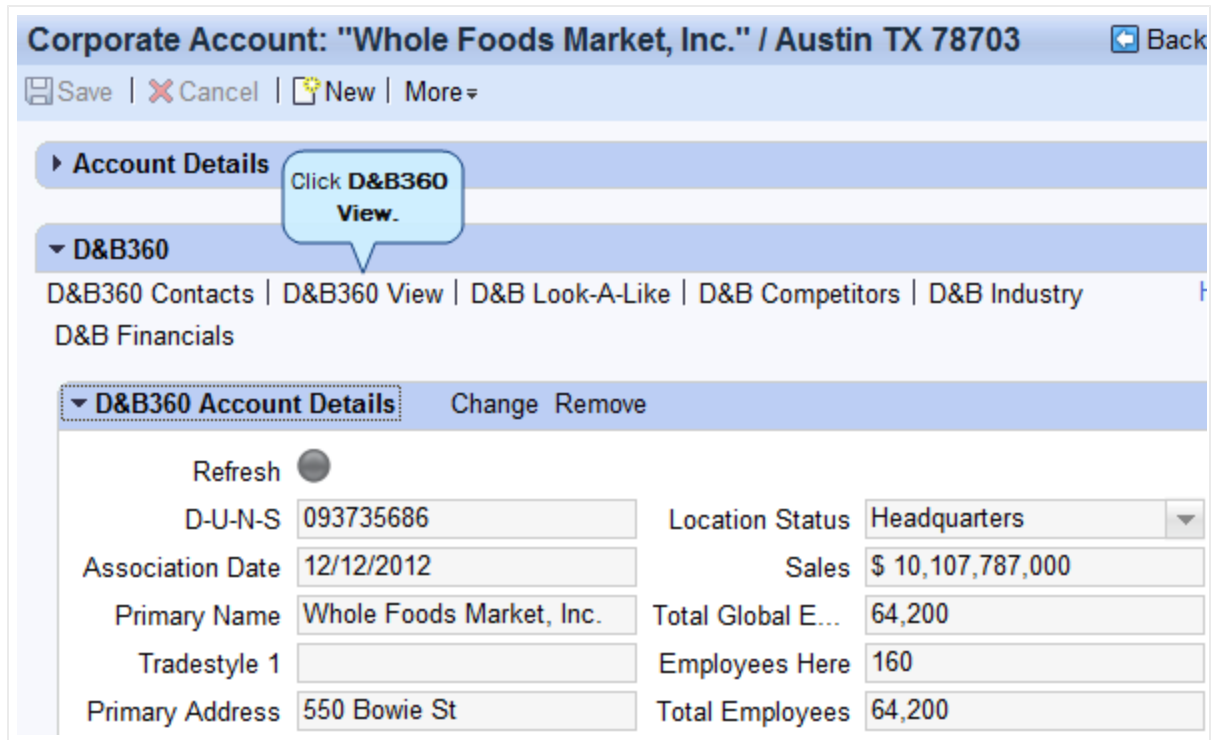 Corporate Account: "Whole Foods Market, Inc." / Austin TX 78703 Back
Save | Cancel | New | More
Account Details
Click D&B360
View.
D&B360
D&B360 Contacts | D&B360 View | D&B Look-A-Like | D&B Competitors | D&B Industry
D&B Financials
D&B360 Account Details Change Remove
Refresh
D-U-N-S 093735686 Location Status Headquarters
Association Date 12/12/2012 Sales $ 10,107,787,000
Primary Name Whole Foods Market, Inc. Total Global E... 64,200
Tradestyle 1 Employees Here 160
Primary Address 550 Bowie St Total Employees 64,200